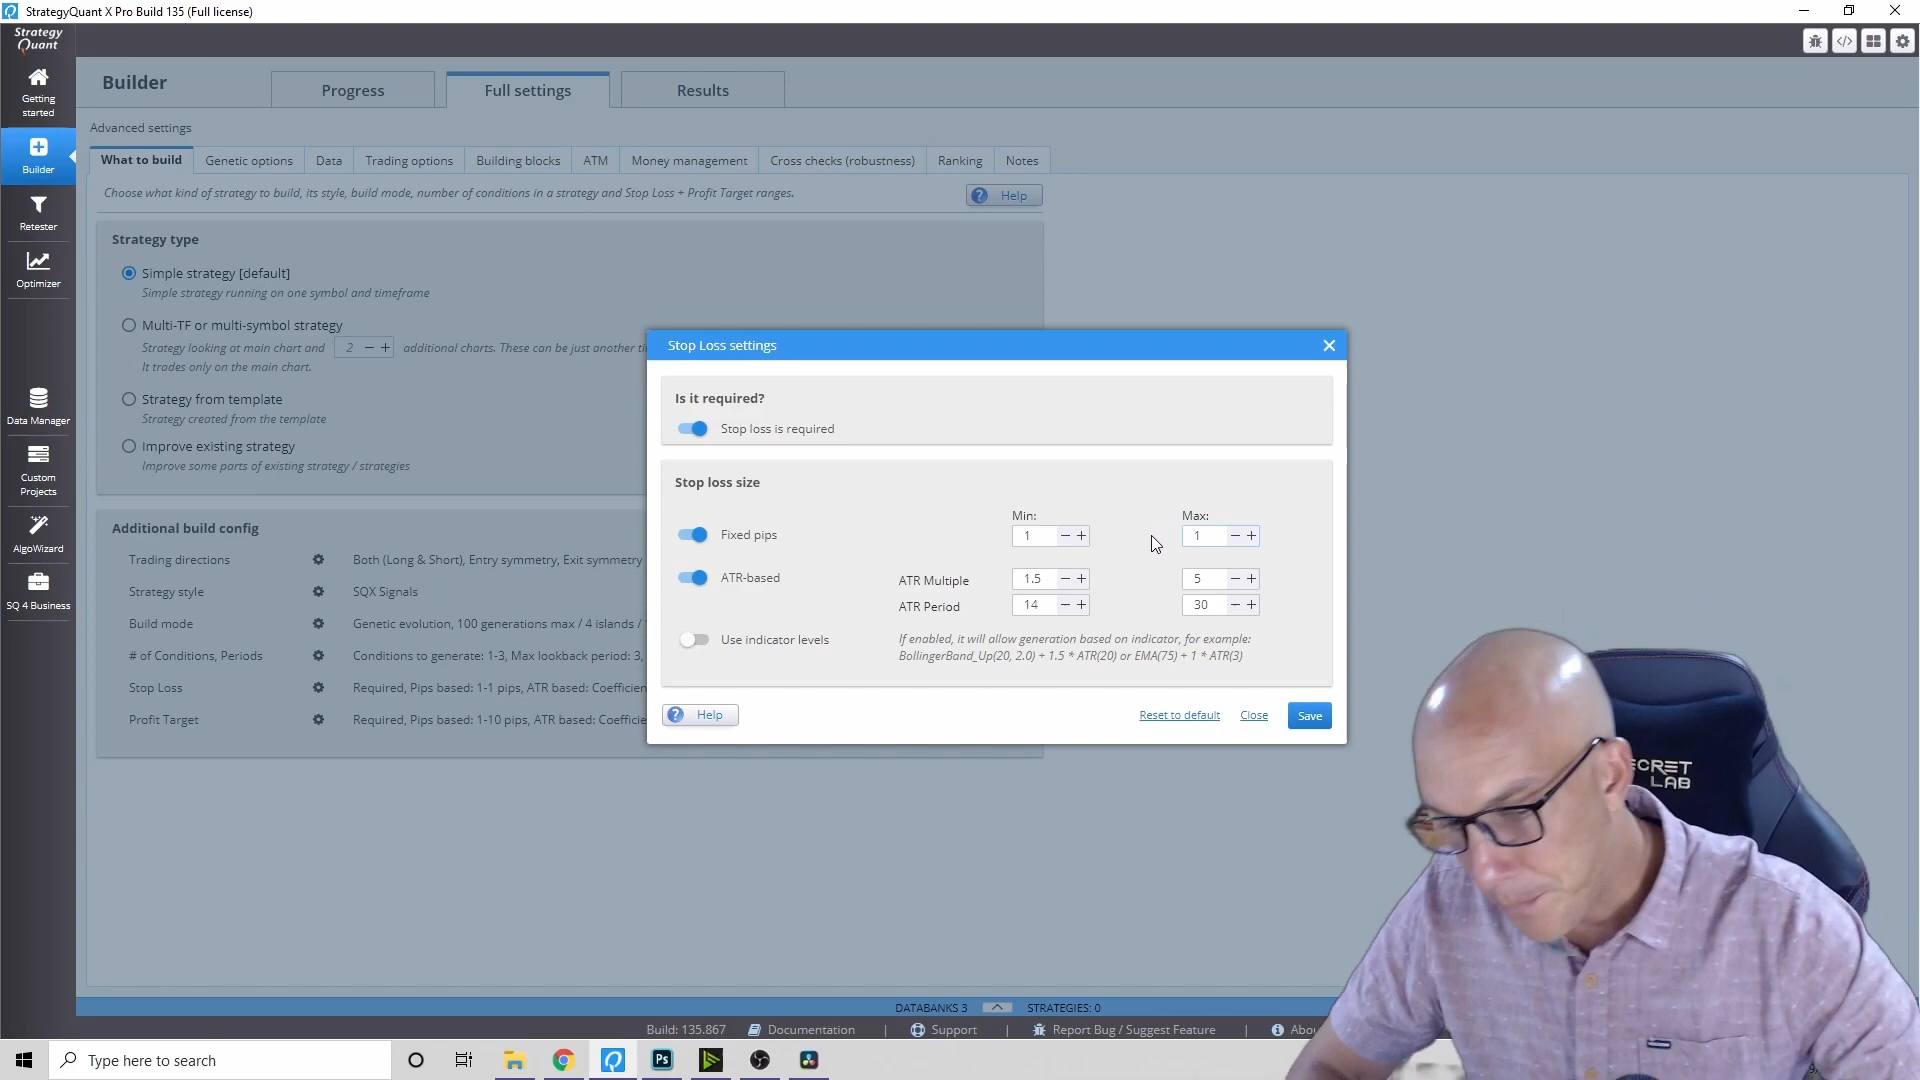 StrategyQuant X Pro Build 135 (Full license)
Strategy
Quant
Getting
started
Builder
Retester
Optimizer
Data Manager
Custom
Projects
AlgoWizard
SQ 4 Business
Builder
Progress
Full settings
Results
Advanced settings
What to build
Genetic options
Data
Trading options
Building blocks
ATM
Money management
Cross checks (robustness)
Ranking
Notes
Choose what kind of strategy to build, its style, build mode, number of conditions in a strategy and Stop Loss + Profit Target ranges.
? Help
Strategy type
Simple strategy [default]
Simple strategy running on one symbol and timeframe
Multi-TF or multi-symbol strategy
Strategy looking at main chart and 2 − + additional charts. These can be just another
It trades only on the main chart.
Strategy from template
Strategy created from the template
Improve existing strategy
Improve some parts of existing strategy / strategies
Additional build config
Trading directions Both (Long & Short), Entry symmetry, Exit symmetry
Strategy style SQX Signals
Build mode Genetic evolution, 100 generations max / 4 islands /
# of Conditions, Periods Conditions to generate: 1-3, Max lookback period: 3,
Stop Loss Required, Pips based: 1-1 pips, ATR based:
Profit Target Required, Pips based: 1-10 pips, ATR based:
Stop Loss settings
Is it required?
Stop loss is required
Stop loss size
Min: Max:
Fixed pips 1 − + 1 − +
ATR-based ATR Multiple 1.5 − + 5 − +
ATR Period 14 − + 30 − +
Use indicator levels
If enabled, it will allow generation based on indicator, for example:
BollingerBand_Up(20, 2.0) + 1.5 * ATR(20) or EMA(75) + 1 * ATR(3)
? Help
Reset to default
Close
Save
CRET
LAB
DATABANKS 3
STRATEGIES: 0
Build: 135.867
Documentation | Support | Report Bug / Suggest Feature |
Type here to search
Ps